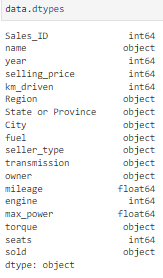 data.dtypes
Sales_ID int64
name object
year int64
selling_price int64
km_driven int64
Region object
State or Province object
City object
fuel object
seller_type object
transmission object
owner object
mileage float64
engine int64
max_power float64
torque object
seats int64
sold object
dtype: object